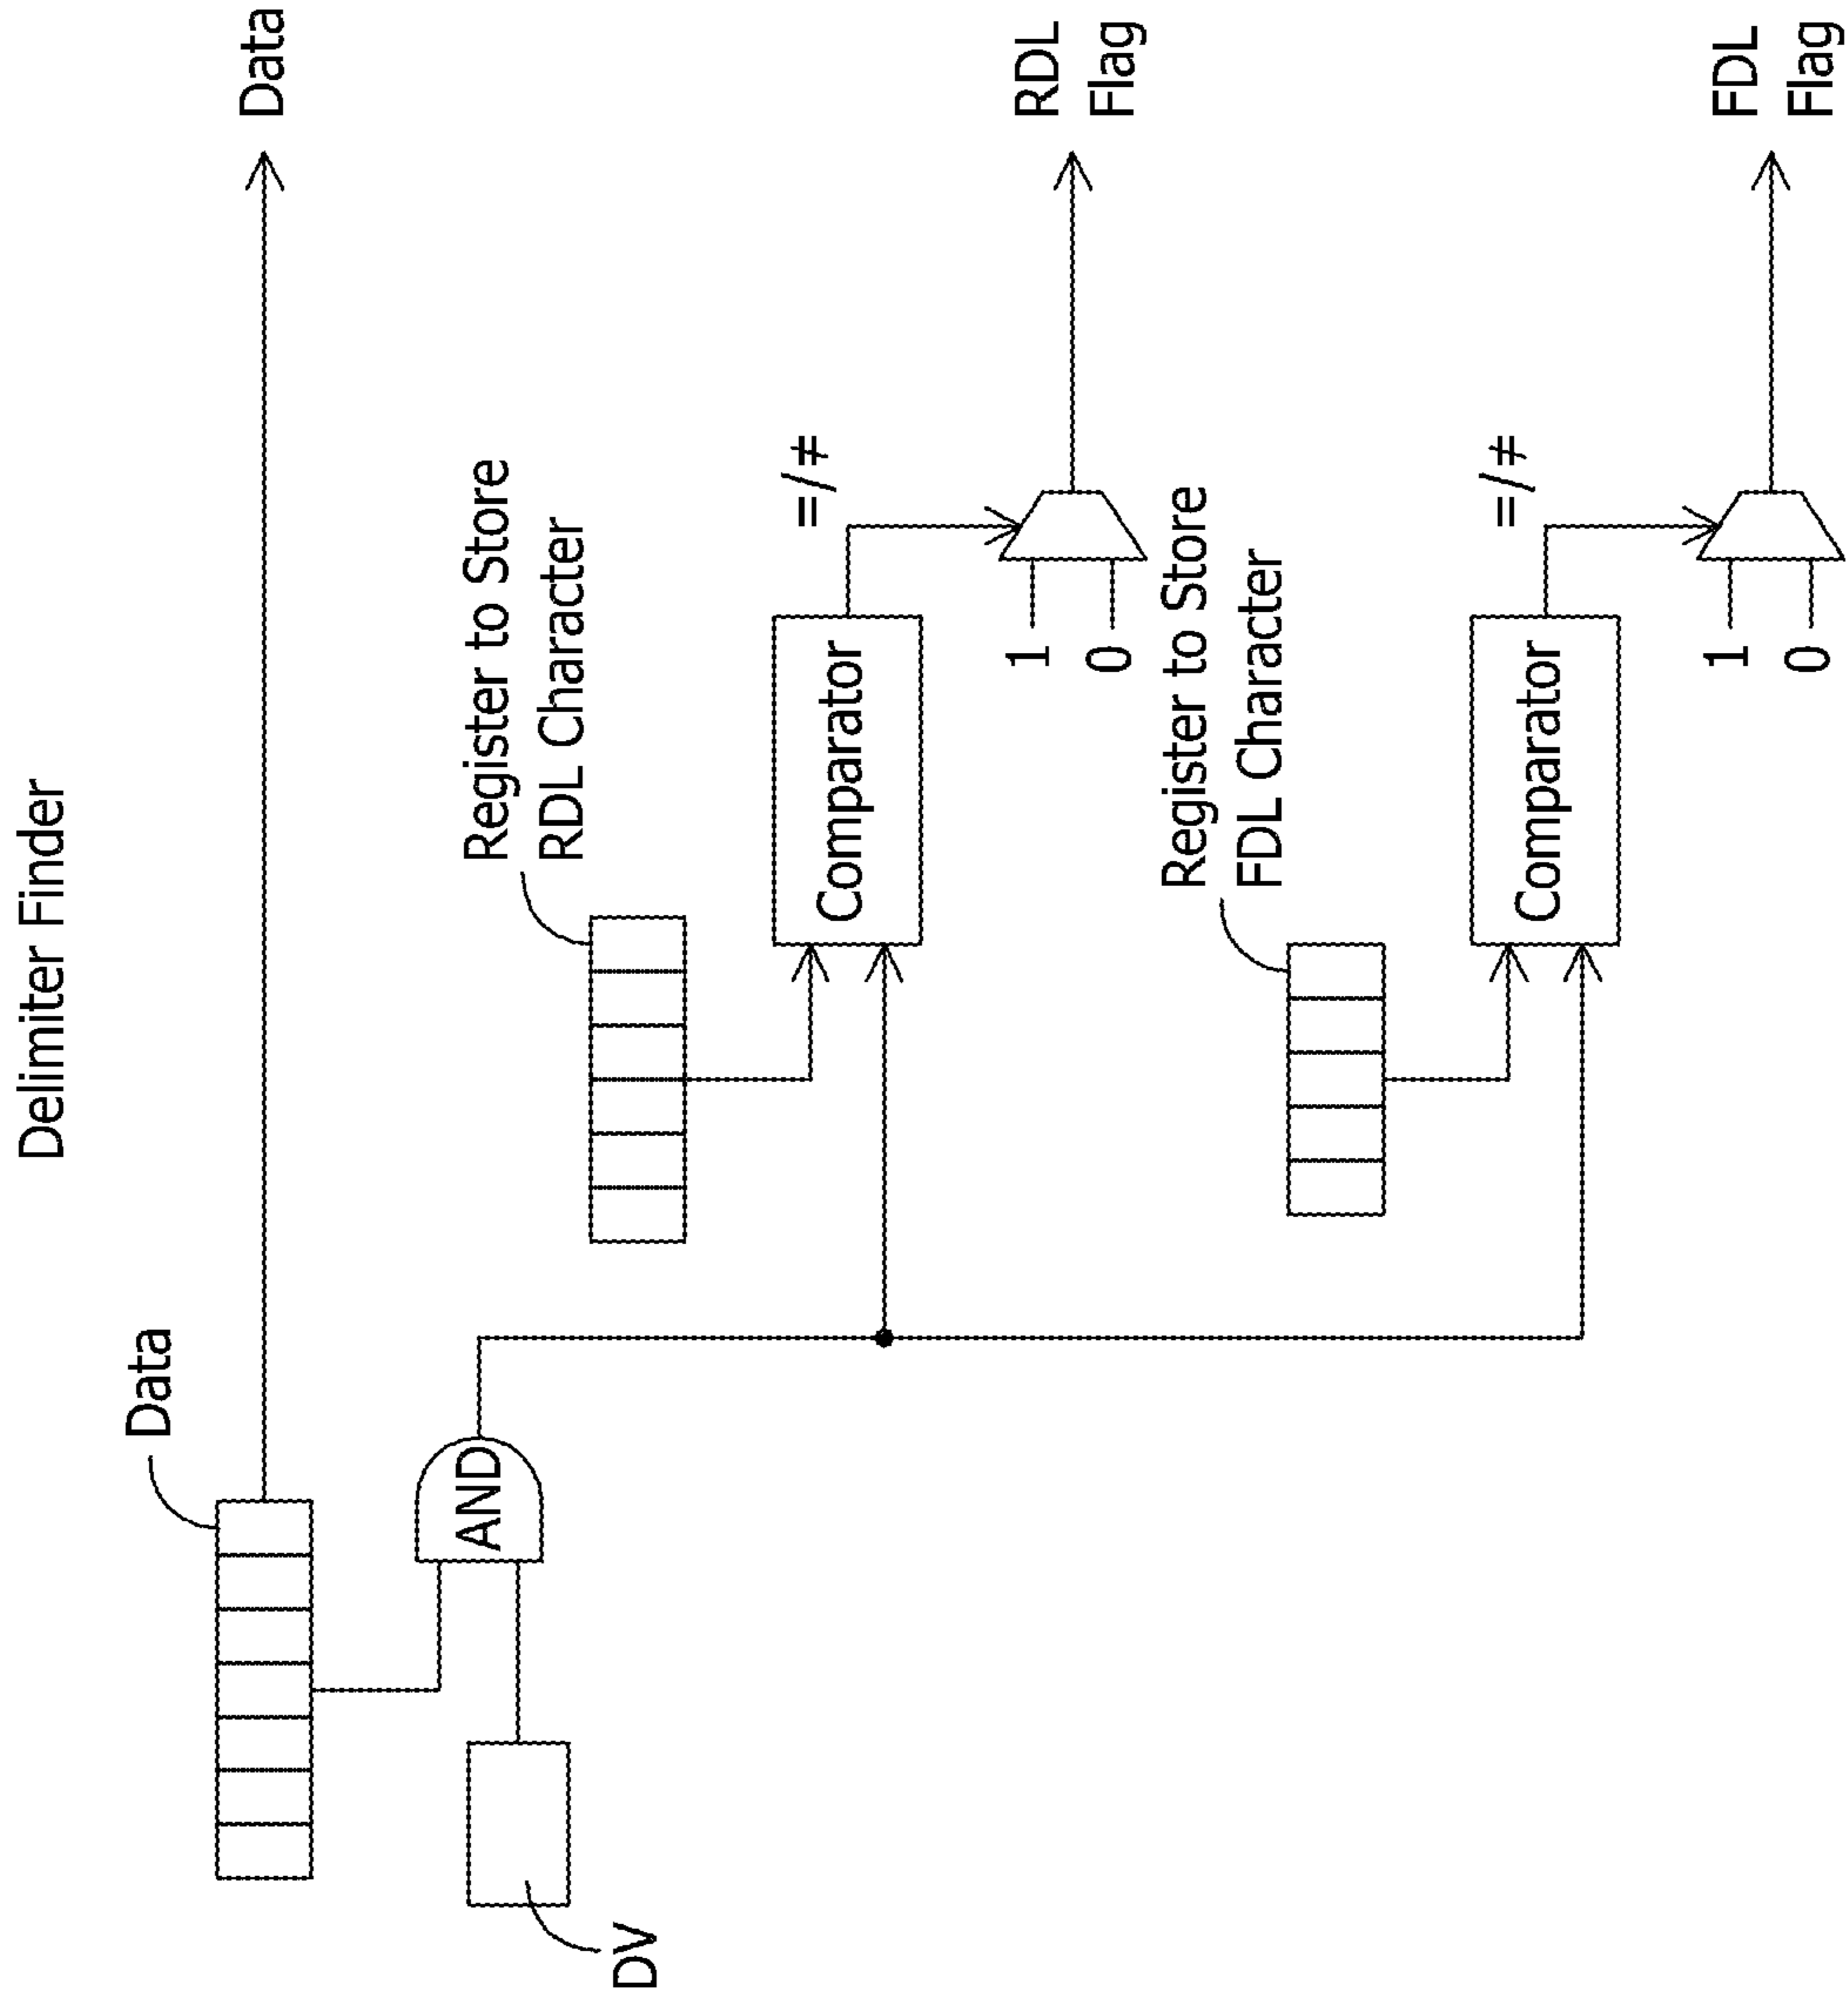 Delimiter Finder
Data
Data
AND
DV
Register to Store
RDL Character
Comparator
=/≠
1
0
RDL
Flag
Register to Store
FDL Character
Comparator
=/≠
1
0
FDL
Flag